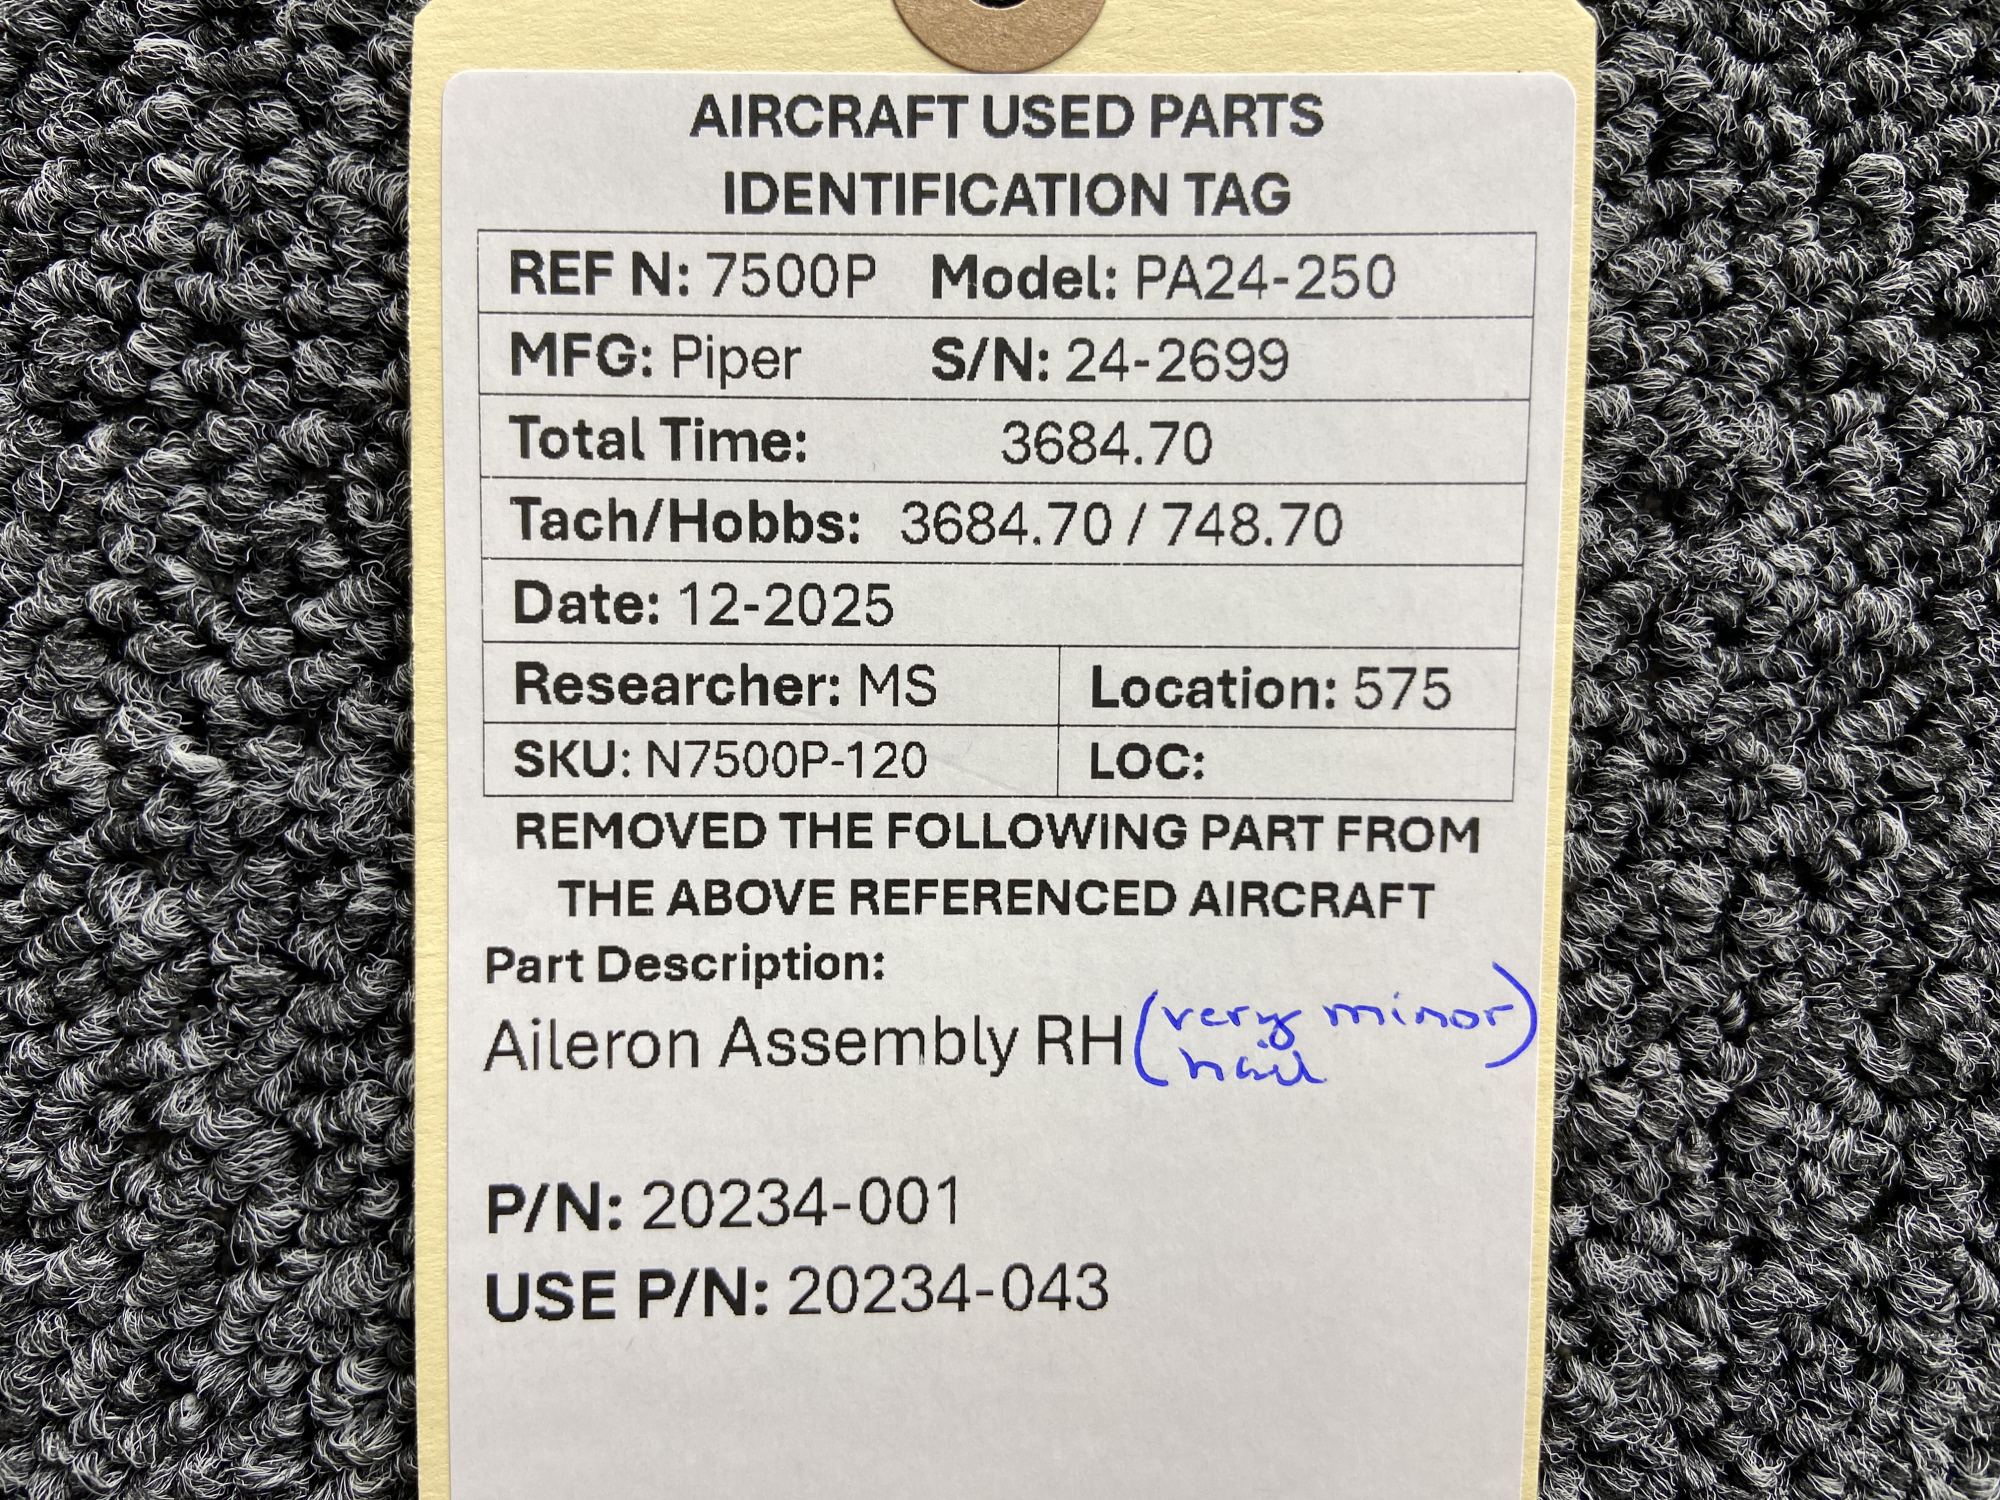 AIRCRAFT USED PARTS
IDENTIFICATION TAG
REF N: 7500P Model: PA24-250
MFG: Piper S/N: 24-2699
Total Time: 3684.70
Tach/Hobbs: 3684.70 / 748.70
Date: 12-2025
Researcher: MS Location: 575
SKU: N7500P-120 LOC:
REMOVED THE FOLLOWING PART FROM
THE ABOVE REFERENCED AIRCRAFT
Part Description:
Aileron Assembly RH (very minor
hail)
P/N: 20234-001
USE P/N: 20234-043